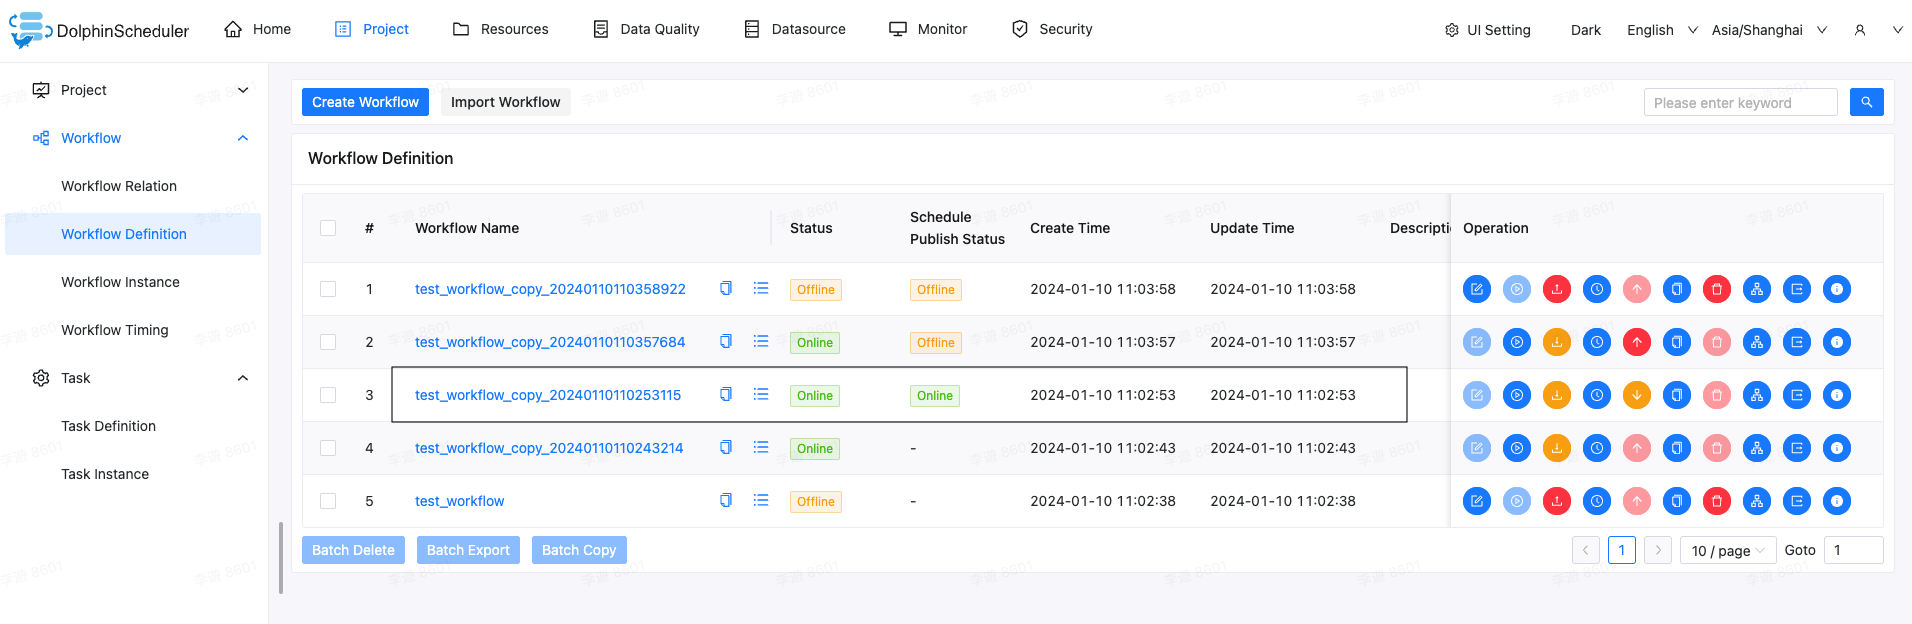 DolphinScheduler Home Project Resources Data Quality Datasource Monitor Security UI Setting Dark English Asia/Shanghai
Project
Workflow
Workflow Relation
Workflow Definition
Workflow Instance
Workflow Timing
Task
Task Definition
Task Instance
Create Workflow Import Workflow Please enter keyword
Workflow Definition
# Workflow Name Status Schedule Publish Status Create Time Update Time Descripti Operation
1 test_workflow_copy_20240110110358922 Offline Offline 2024-01-10 11:03:58 2024-01-10 11:03:58
2 test_workflow_copy_20240110110357684 Online Offline 2024-01-10 11:03:57 2024-01-10 11:03:57
3 test_workflow_copy_20240110110253115 Online Online 2024-01-10 11:02:53 2024-01-10 11:02:53
4 test_workflow_copy_20240110110243214 Online - 2024-01-10 11:02:43 2024-01-10 11:02:43
5 test_workflow Offline - 2024-01-10 11:02:38 2024-01-10 11:02:38
Batch Delete Batch Export Batch Copy 1 10 / page Goto 1